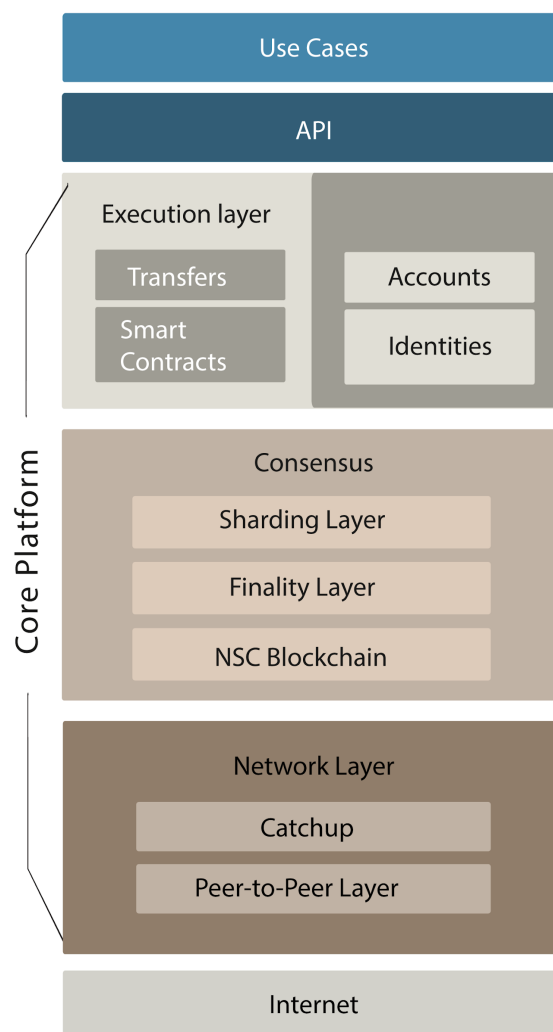 Use Cases
API
Execution layer
Transfers
Smart
Contracts
Accounts
Identities
Core Platform
Consensus
Sharding Layer
Finality Layer
NSC Blockchain
Network Layer
Catchup
Peer-to-Peer Layer
Internet